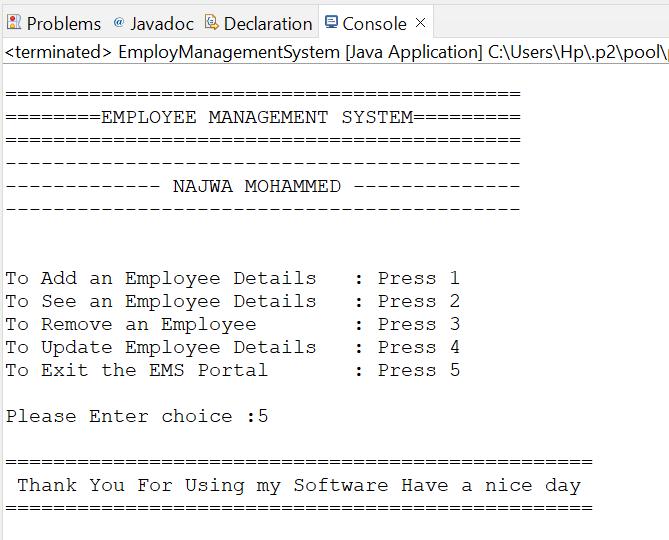 Problems @ Javadoc Declaration Console ×
<terminated> EmployManagementSystem [Java Application] C:\Users\Hp\.p2\pool\
===========================================
========EMPLOYEE MANAGEMENT SYSTEM=========
===========================================
-------------------------------------------
------------- NAJWA MOHAMMED --------------
-------------------------------------------
To Add an Employee Details : Press 1
To See an Employee Details : Press 2
To Remove an Employee : Press 3
To Update Employee Details : Press 4
To Exit the EMS Portal : Press 5
Please Enter choice :5
=================================================
Thank You For Using my Software Have a nice day
=================================================